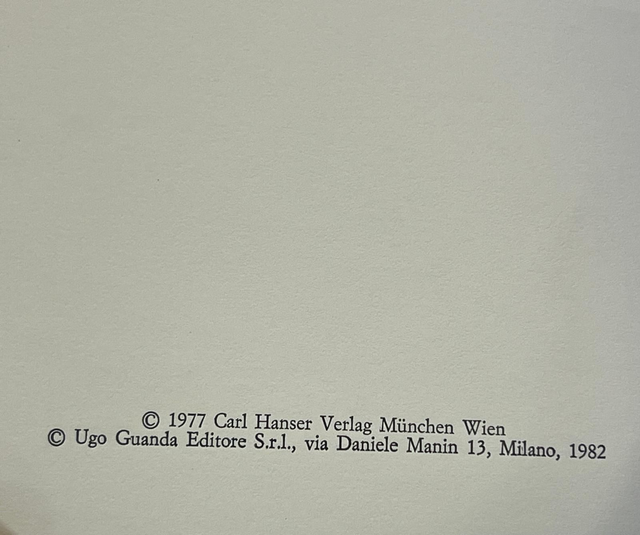 © 1977 Carl Hanser Verlag München Wien
© Ugo Guanda Editore S.r.l., via Daniele Manin 13, Milano, 1982